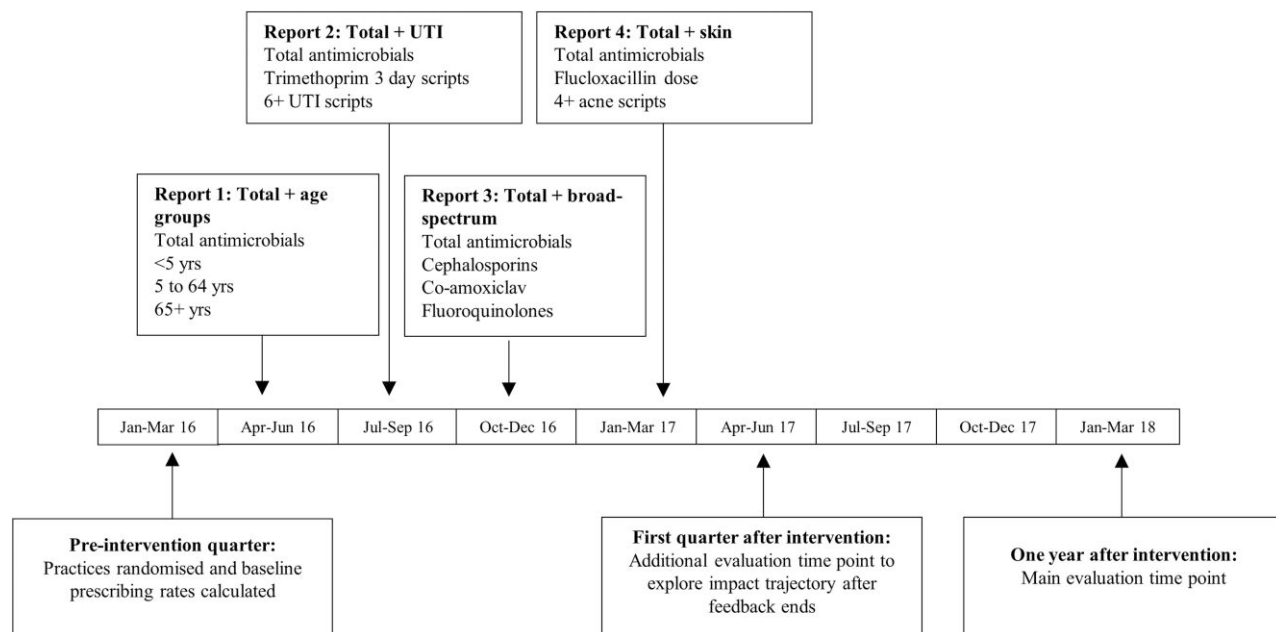 Report 2: Total + UTI
Total antimicrobials
Trimethoprim 3 day scripts
6+ UTI scripts
Report 4: Total + skin
Total antimicrobials
Flucloxacillin dose
4+ acne scripts
Report 1: Total + age
groups
Total antimicrobials
<5 yrs
5 to 64 yrs
65+ yrs
Report 3: Total + broad-
spectrum
Total antimicrobials
Cephalosporins
Co-amoxiclav
Fluoroquinolones
Jan-Mar 16
Apr-Jun 16
Jul-Sep 16
Oct-Dec 16
Jan-Mar 17
Apr-Jun 17
Jul-Sep 17
Oct-Dec 17
Jan-Mar 18
Pre-intervention quarter:
Practices randomised and baseline
prescribing rates calculated
First quarter after intervention:
Additional evaluation time point to
explore impact trajectory after
feedback ends
One year after intervention:
Main evaluation time point